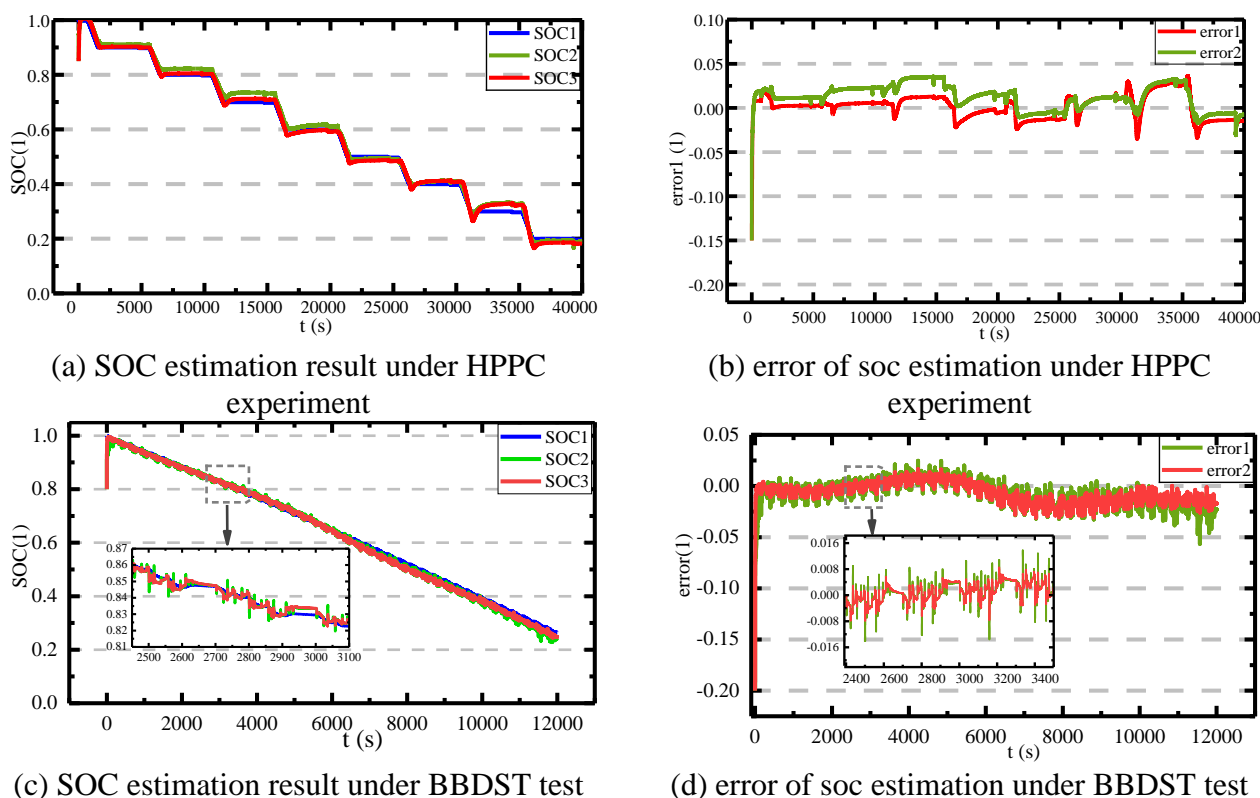 1.0
0.8
0.6
0.4
0.2
0.0
SOC(1)
SOC1
SOC2
SOC3
0 5000 10000 15000 20000 25000 30000 35000 40000
t (s)
(a) SOC estimation result under HPPC
experiment
0.10
0.05
0.00
-0.05
-0.10
-0.15
-0.20
error1 (1)
error1
error2
0 5000 10000 15000 20000 25000 30000 35000 40000
t (s)
(b) error of soc estimation under HPPC
experiment
1.0
0.8
0.6
0.4
0.2
0.0
SOC(1)
SOC1
SOC2
SOC3
0.87
0.86
0.85
0.84
0.83
0.82
0.81
2500 2600 2700 2800 2900 3000 3100
0 2000 4000 6000 8000 10000 12000
t (s)
(c) SOC estimation result under BBDST test
0.05
0.00
-0.05
-0.10
-0.15
-0.20
error(1)
error1
error2
0.016
0.008
0.000
-0.008
-0.016
2400 2600 2800 3000 3200 3400
0 2000 4000 6000 8000 10000 12000
t (s)
(d) error of soc estimation under BBDST test